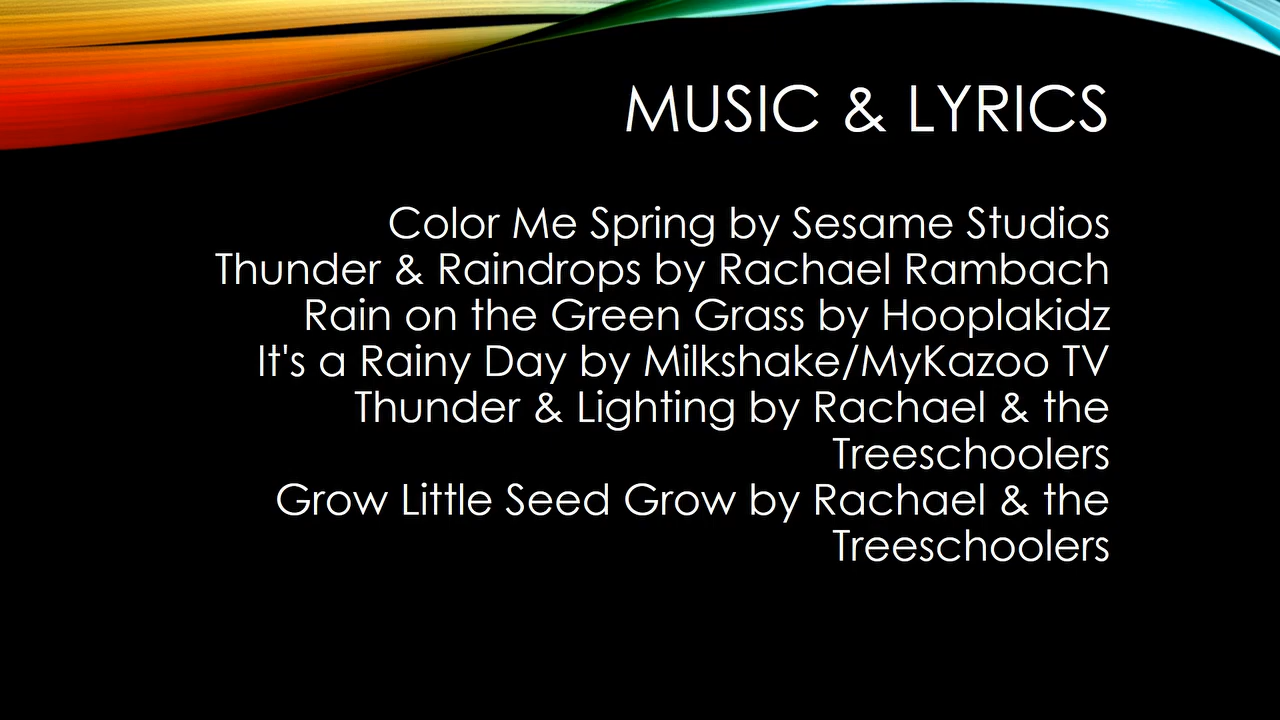 MUSIC & LYRICS
Color Me Spring by Sesame Studios
Thunder & Raindrops by Rachael Rambach
Rain on the Green Grass by Hooplakidz
It's a Rainy Day by Milkshake/MyKazoo TV
Thunder & Lighting by Rachael & the
Treeschoolers
Grow Little Seed Grow by Rachael & the
Treeschoolers